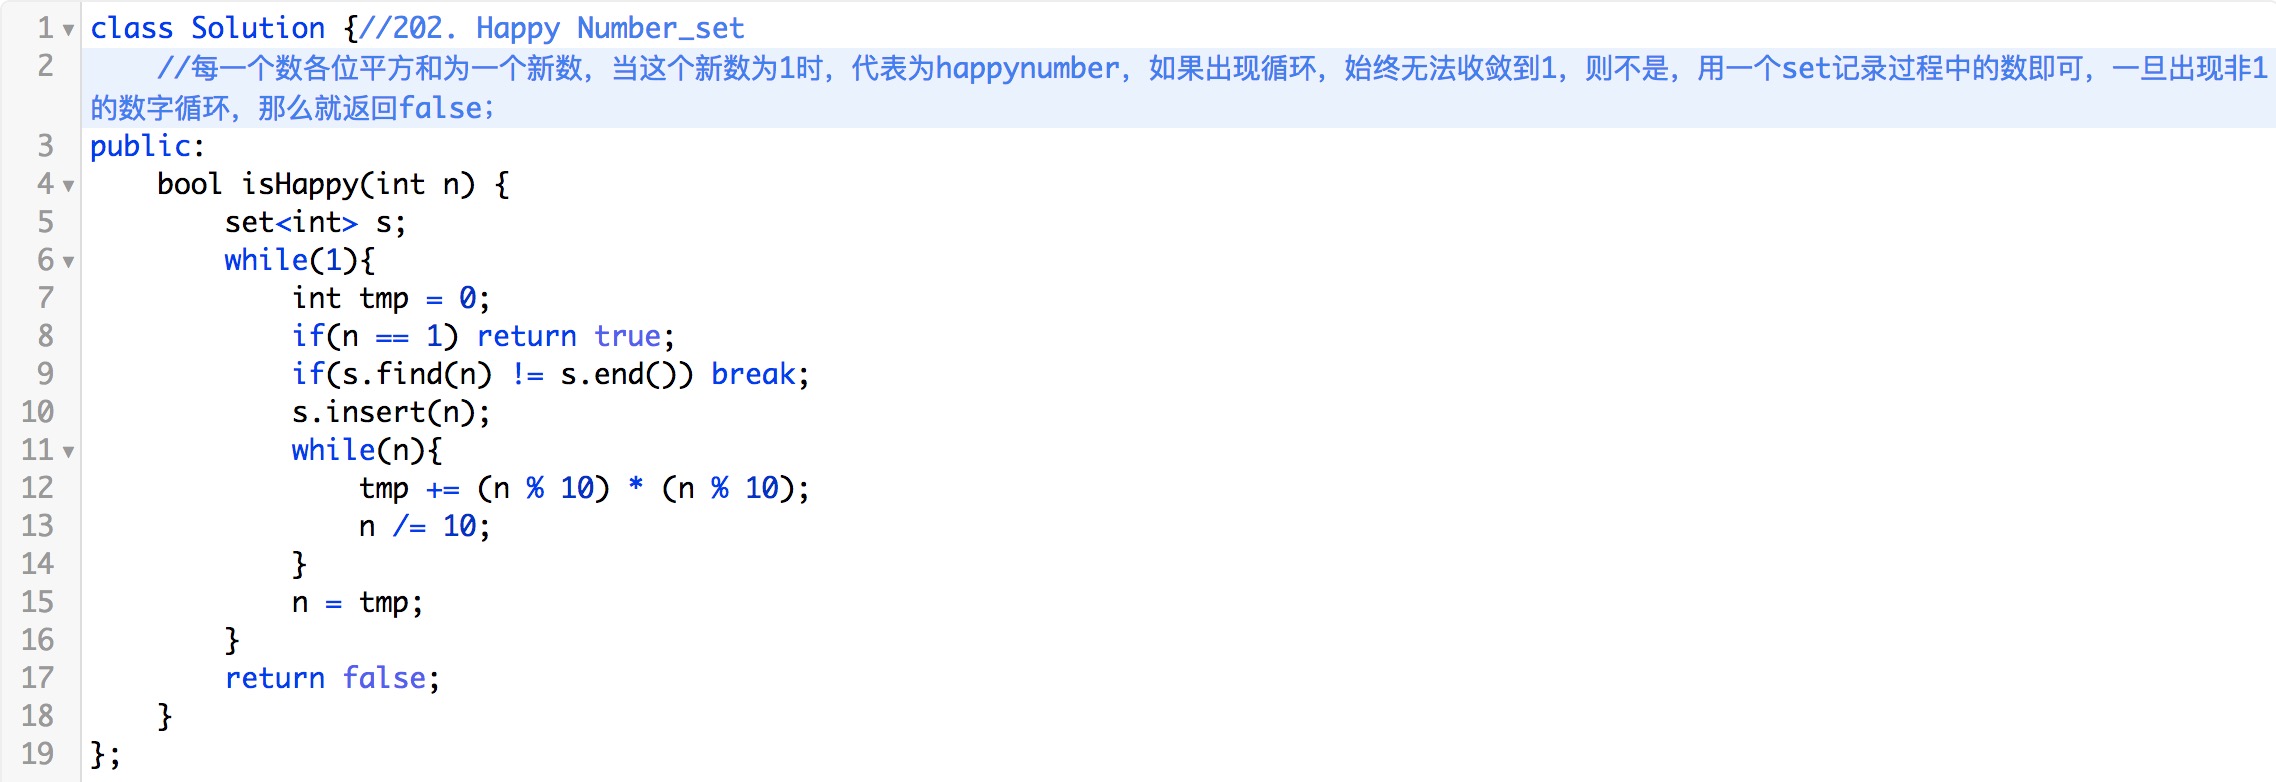 1 class Solution {//202. Happy Number_set
2 //每一个数各位平方和为一个新数，当这个新数为1时，代表为happynumber，如果出现循环，始终无法收敛到1，则不是，用一个set记录过程中的数即可，一旦出现非1
的数字循环，那么就返回false；
3 public:
4 bool isHappy(int n) {
5 set<int> s;
6 while(1){
7 int tmp = 0;
8 if(n == 1) return true;
9 if(s.find(n) != s.end()) break;
10 s.insert(n);
11 while(n){
12 tmp += (n % 10) * (n % 10);
13 n /= 10;
14 }
15 n = tmp;
16 }
17 return false;
18 }
19 };